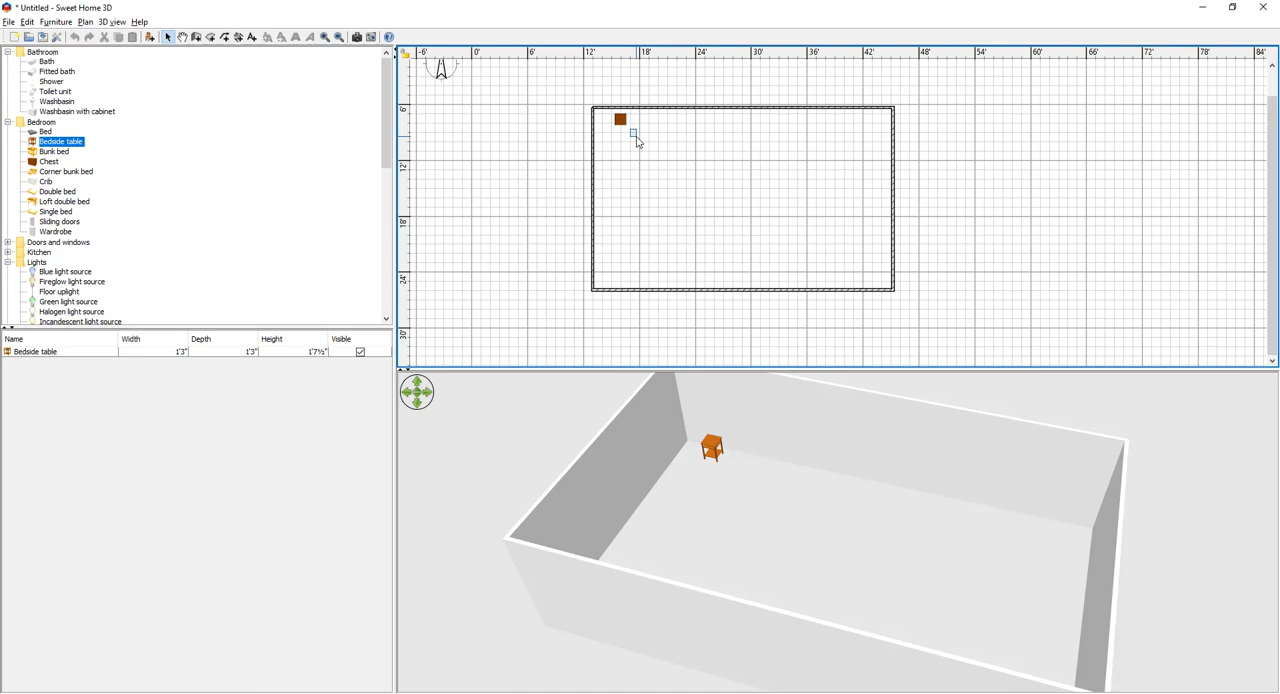 * Untitled - Sweet Home 3D
File Edit Furniture Plan 3D view Help
-6' 0' 6' 12' 18' 24' 30' 36' 42' 48' 54' 60' 66' 72' 78' 84'
6'
12'
18'
24'
30'
Bathroom
Bath
Fitted bath
Shower
Toilet unit
Washbasin
Washbasin with cabinet
Bedroom
Bed
Bedside table
Bunk bed
Chest
Corner bunk bed
Crib
Double bed
Loft double bed
Single bed
Sliding doors
Wardrobe
Doors and windows
Kitchen
Lights
Blue light source
Fireglow light source
Floor uplight
Green light source
Halogen light source
Incandescent light source
Name Width Depth Height Visible
Bedside table 1'3" 1'3" 1'7½"